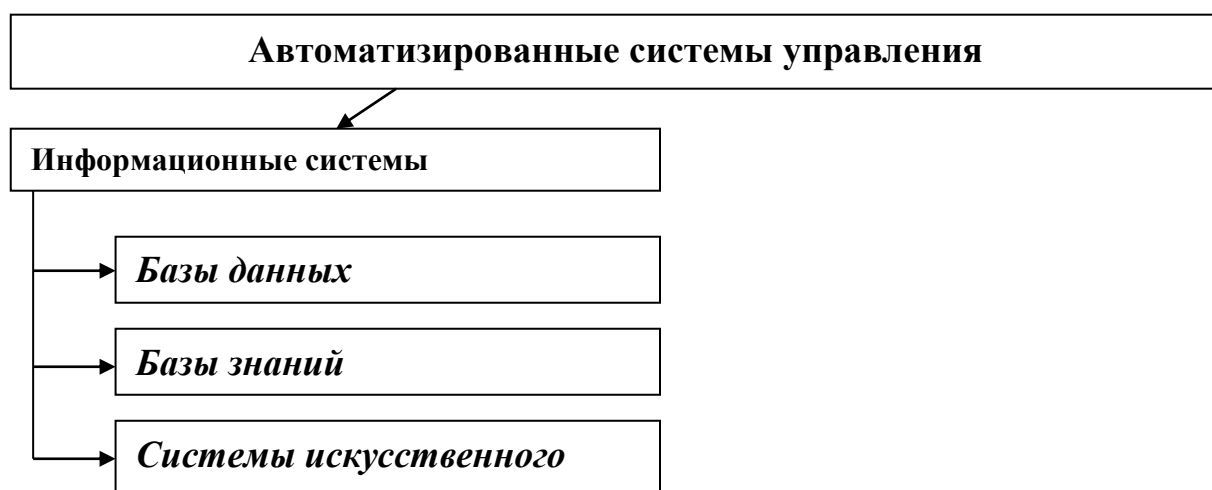 Автоматизированные системы управления
Информационные системы
Базы данных
Базы знаний
Системы искусственного